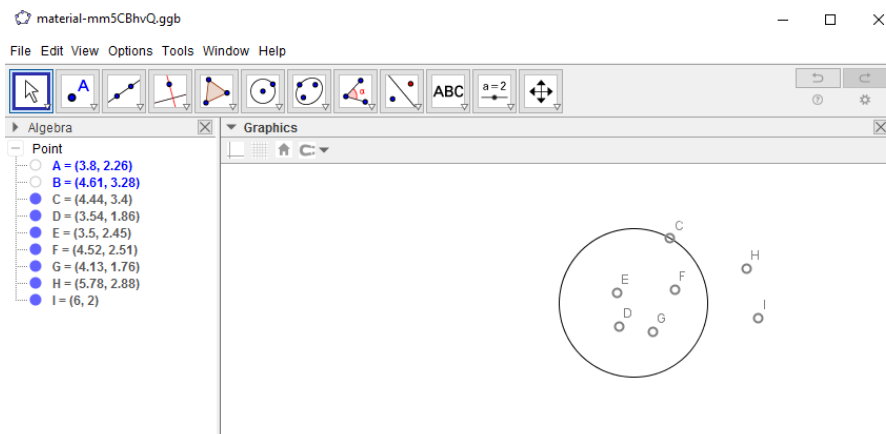 material-mm5CBhvQ.ggb
File Edit View Options Tools Window Help
A
α
ABC
a=2
Algebra
Graphics
Point
A = (3.8, 2.26)
B = (4.61, 3.28)
C = (4.44, 3.4)
D = (3.54, 1.86)
E = (3.5, 2.45)
F = (4.52, 2.51)
G = (4.13, 1.76)
H = (5.78, 2.88)
I = (6, 2)
C
H
E
F
D
G
I